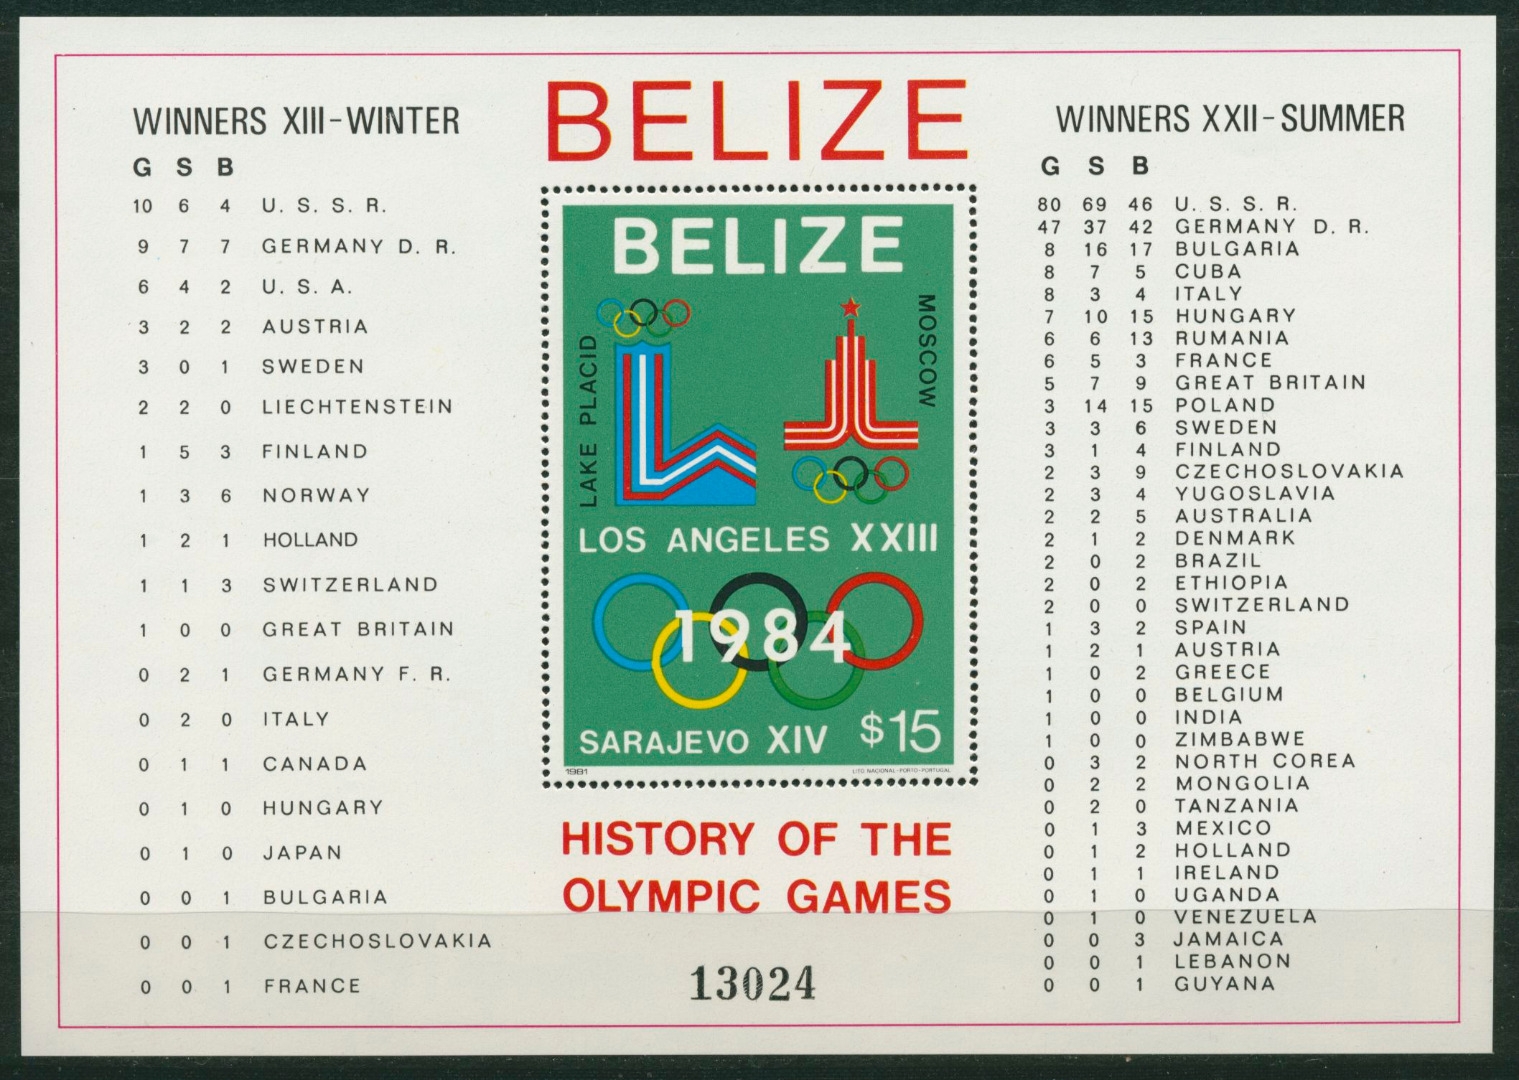 BELIZE
WINNERS XIII-WINTER
G S B
10 6 4 U. S. S. R.
9 7 7 GERMANY D. R.
6 4 2 U. S. A.
3 2 2 AUSTRIA
3 0 1 SWEDEN
2 2 0 LIECHTENSTEIN
1 5 3 FINLAND
1 3 6 NORWAY
1 2 1 HOLLAND
1 1 3 SWITZERLAND
1 0 0 GREAT BRITAIN
0 2 1 GERMANY F. R.
0 2 0 ITALY
0 1 1 CANADA
0 1 0 HUNGARY
0 1 0 JAPAN
0 0 1 BULGARIA
0 0 1 CZECHOSLOVAKIA
0 0 1 FRANCE
BELIZE
LAKE PLACID
MOSCOW
LOS ANGELES XXIII
1984
SARAJEVO XIV $15
1981 LITO NACIONAL-PORTO-PORTUGAL
HISTORY OF THE
OLYMPIC GAMES
13024
WINNERS XXII-SUMMER
G S B
80 69 46 U. S. S. R.
47 37 42 GERMANY D. R.
8 16 17 BULGARIA
8 7 5 CUBA
8 3 4 ITALY
7 10 15 HUNGARY
6 6 13 RUMANIA
6 5 3 FRANCE
5 7 9 GREAT BRITAIN
3 14 15 POLAND
3 3 6 SWEDEN
3 1 4 FINLAND
2 3 9 CZECHOSLOVAKIA
2 3 4 YUGOSLAVIA
2 2 5 AUSTRALIA
2 1 2 DENMARK
2 0 2 BRAZIL
2 0 2 ETHIOPIA
2 0 0 SWITZERLAND
1 3 2 SPAIN
1 2 1 AUSTRIA
1 0 2 GREECE
1 0 0 BELGIUM
1 0 0 INDIA
1 0 0 ZIMBABWE
0 3 2 NORTH COREA
0 2 2 MONGOLIA
0 2 0 TANZANIA
0 1 3 MEXICO
0 1 2 HOLLAND
0 1 1 IRELAND
0 1 0 UGANDA
0 1 0 VENEZUELA
0 0 3 JAMAICA
0 0 1 LEBANON
0 0 1 GUYANA